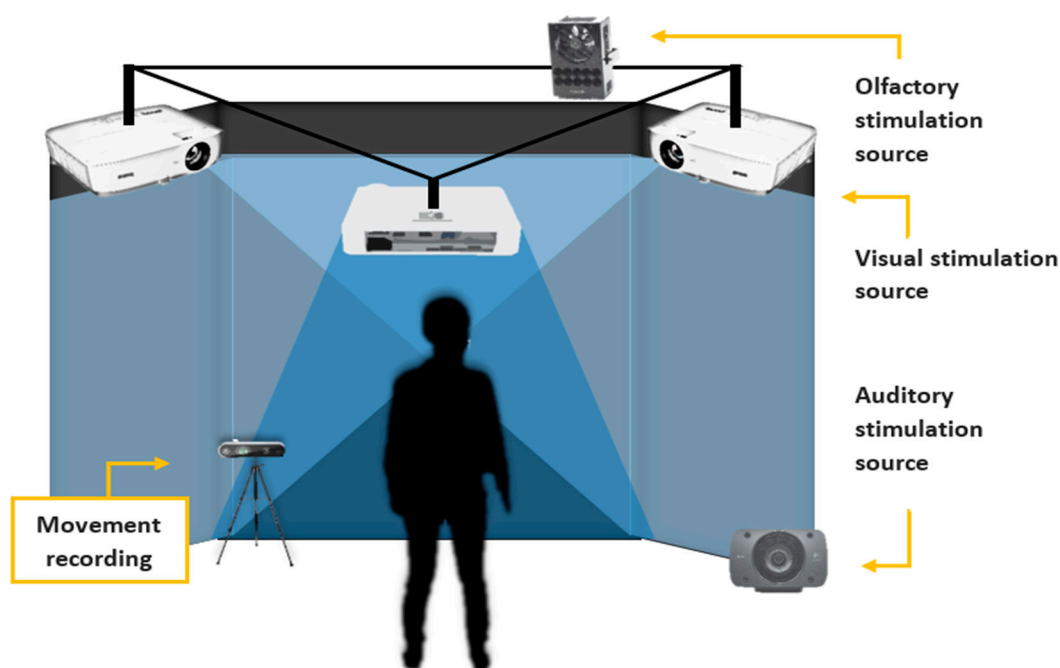 Olfactory
stimulation
source
Visual stimulation
source
Auditory
stimulation
source
Movement
recording